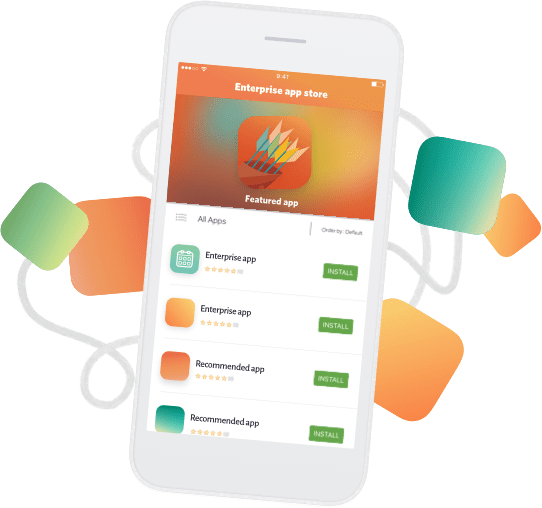 9:41
Enterprise app store
Featured app
All Apps
Order by: Default
Enterprise app
INSTALL
Enterprise app
INSTALL
Recommended app
INSTALL
Recommended app
INSTALL